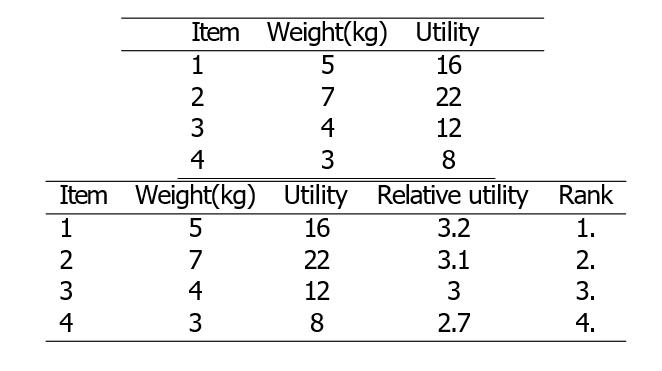 Item Weight(kg) Utility
1 5 16
2 7 22
3 4 12
4 3 8
Item Weight(kg) Utility Relative utility Rank
1 5 16 3.2 1.
2 7 22 3.1 2.
3 4 12 3 3.
4 3 8 2.7 4.